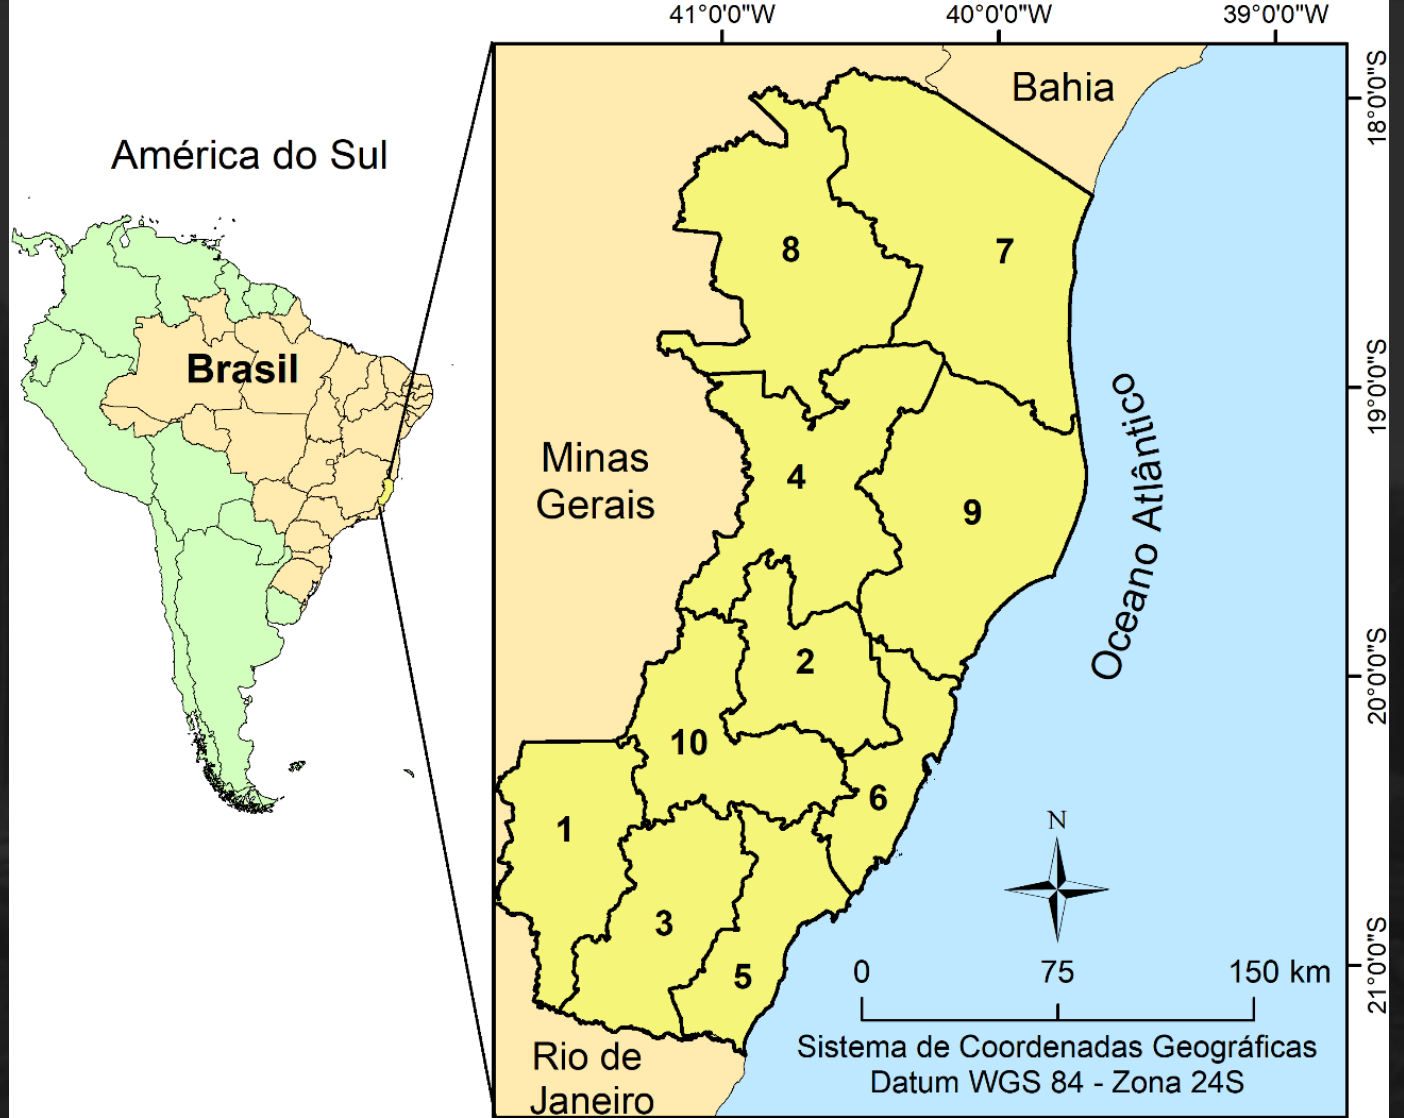 41°0'0"W
40°0'0"W
39°0'0"W
Bahia
18°0'0"S
América do Sul
8
7
Brasil
19°0'0"S
Oceano Atlântico
Minas
Gerais
4
9
2
20°0'0"S
10
6
1
N
3
5
0
75
150 km
21°0'0"S
Sistema de Coordenadas Geográficas
Datum WGS 84 - Zona 24S
Rio de
Janeiro